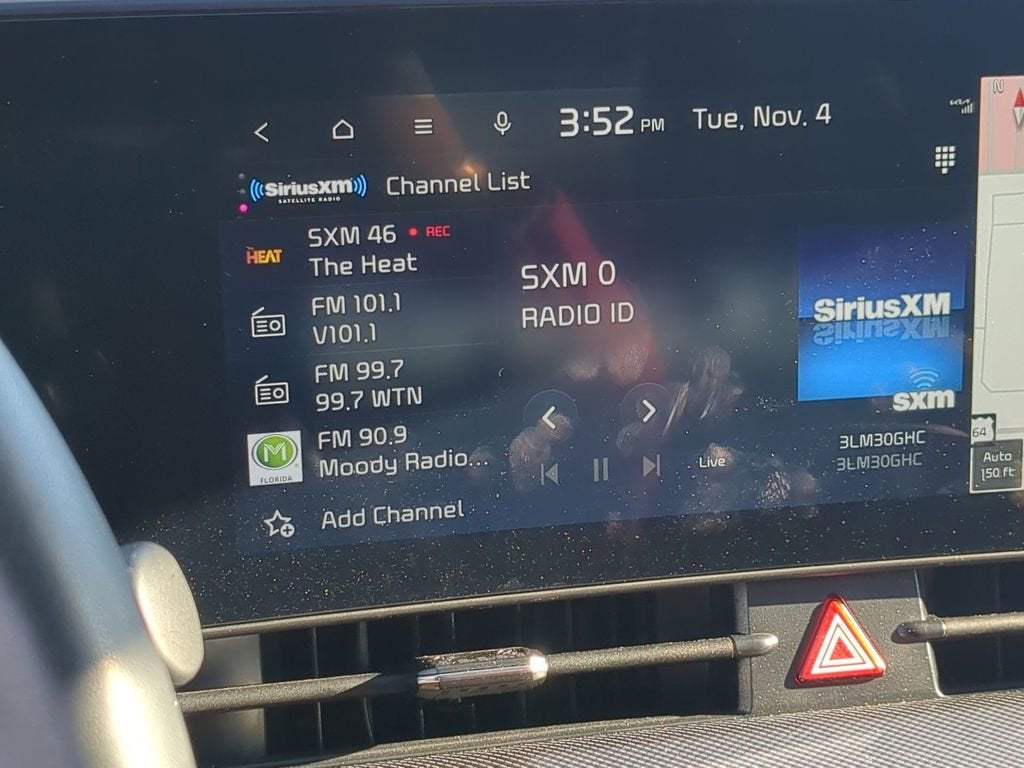 3:52 PM Tue, Nov. 4
KIA
N
SiriusXM Channel List
SATELLITE RADIO
HEAT
SXM 46 REC
The Heat
FM 101.1
V101.1
FM 99.7
99.7 WTN
FM 90.9
Moody Radio...
M
FLORIDA
Add Channel
SXM 0
RADIO ID
Live
SiriusXM
sxm
3LM30GHC
3LM30GHC
64
Auto
150 ft